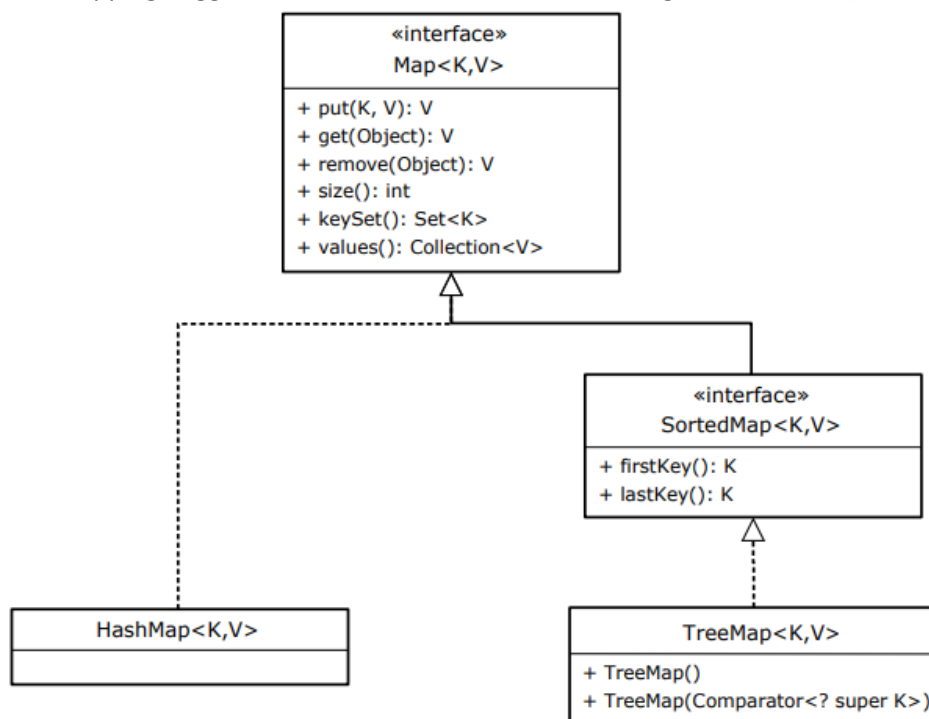 «interface»
Map<K,V>
+ put(K, V): V
+ get(Object): V
+ remove(Object): V
+ size(): int
+ keySet(): Set<K>
+ values(): Collection<V>
«interface»
SortedMap<K,V>
+ firstKey(): K
+ lastKey(): K
HashMap<K,V>
TreeMap<K,V>
+ TreeMap()
+ TreeMap(Comparator<? super K>)